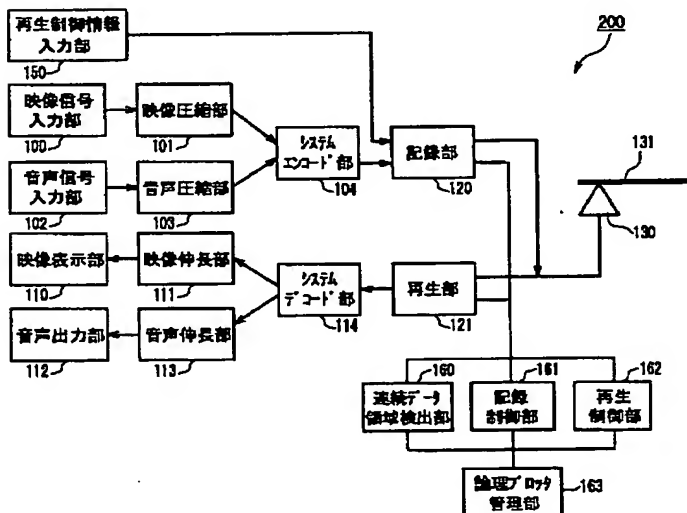 再生制御情報
入力部
150
200
映像信号
入力部
100
映像圧縮部
101
システム
エンコード部
104
記録部
120
131
130
音声信号
入力部
102
音声圧縮部
103
映像表示部
110
映像伸長部
111
システム
デコード部
114
再生部
121
音声出力部
112
音声伸長部
113
160
161
162
連続データ
領域検出部
記録
制御部
再生
制御部
論理ブロック
管理部
163